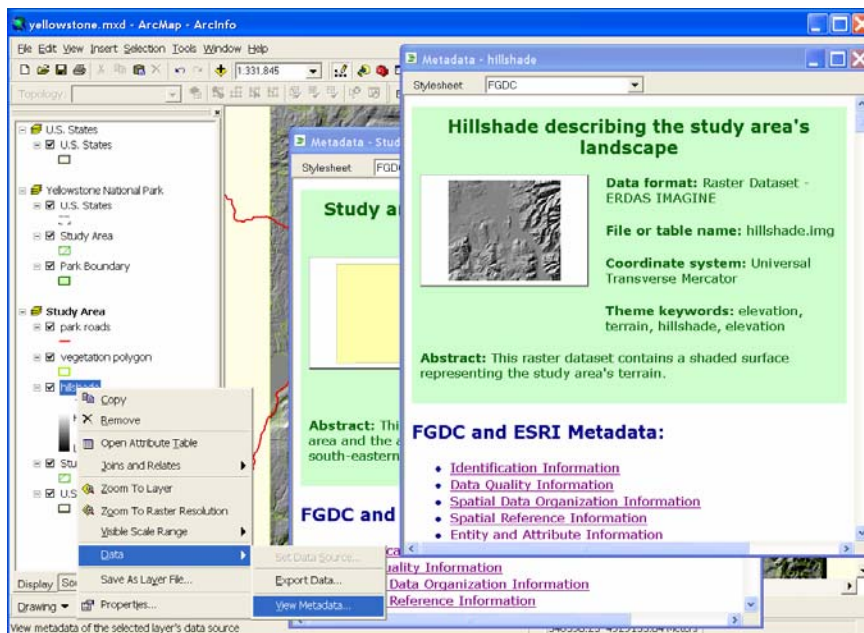 yellowstone.mxd - ArcMap - ArcInfo
File Edit View Insert Selection Tools Window Help
1:331,845
Topology:
U.S. States
U.S. States
Yellowstone National Park
U.S. States
Study Area
Park Boundary
Study Area
park roads
vegetation polygon
hillshade
Copy
Remove
Open Attribute Table
Joins and Relates
Zoom To Layer
Zoom To Raster Resolution
Visible Scale Range
Data
Save As Layer File...
Properties...
Set Data Source...
Export Data...
View Metadata...
Display
Drawing
View metadata of the selected layer's data source
Metadata - Stud
Stylesheet FGD
Study a
Abstract: Thi
area and the a
south-eastern
FGDC and
uality Information
Data Organization Information
Reference Information
Metadata - hillshade
Stylesheet FGDC
Hillshade describing the study area's
landscape
Data format: Raster Dataset -
ERDAS IMAGINE
File or table name: hillshade.img
Coordinate system: Universal
Transverse Mercator
Theme keywords: elevation,
terrain, hillshade, elevation
Abstract: This raster dataset contains a shaded surface
representing the study area's terrain.
FGDC and ESRI Metadata:
Identification Information
Data Quality Information
Spatial Data Organization Information
Spatial Reference Information
Entity and Attribute Information